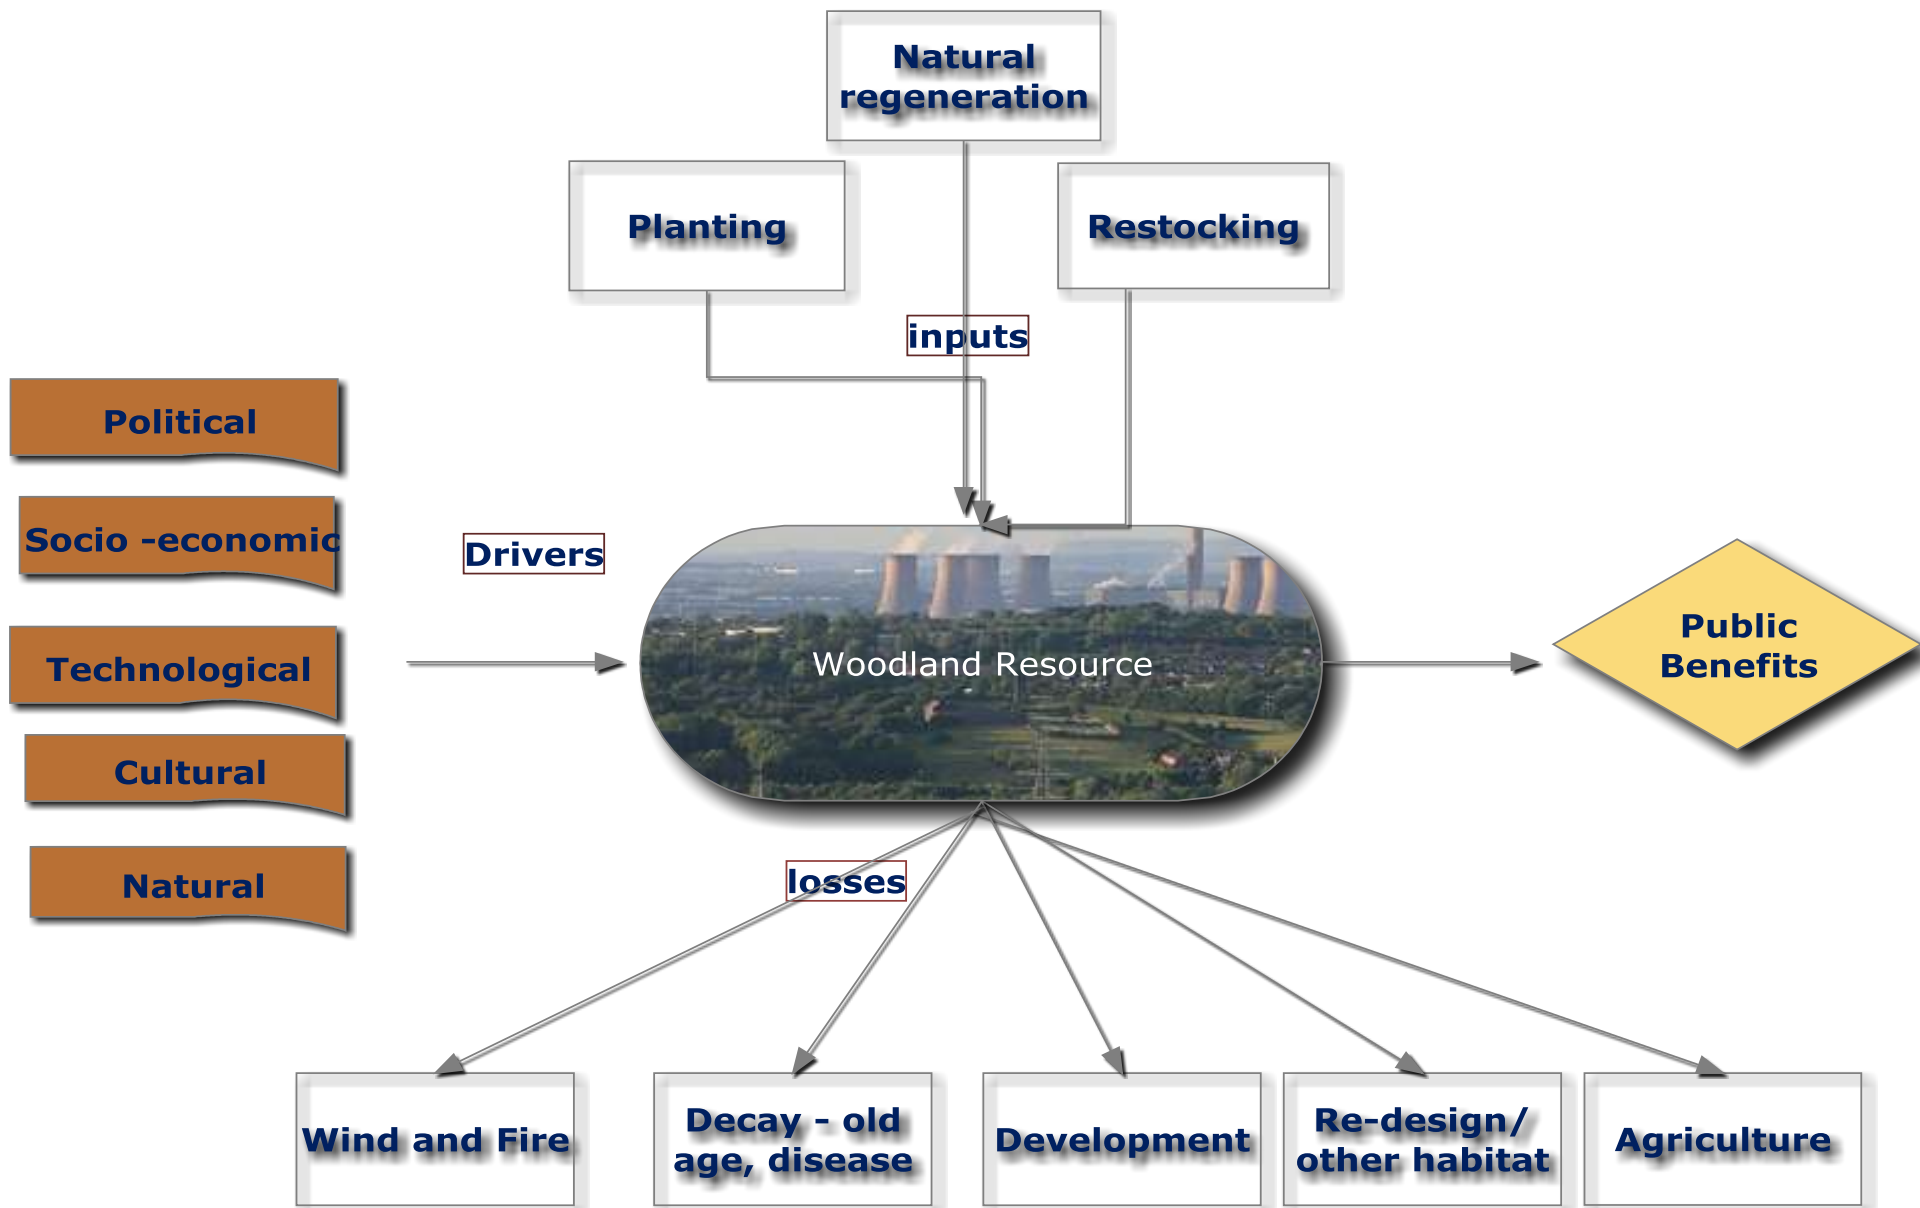 Natural
regeneration
Planting
Restocking
inputs
Political
Socio -economic
Drivers
Technological
Woodland Resource
Public
Benefits
Cultural
Natural
losses
Wind and Fire
Decay - old
age, disease
Development
Re-design/
other habitat
Agriculture